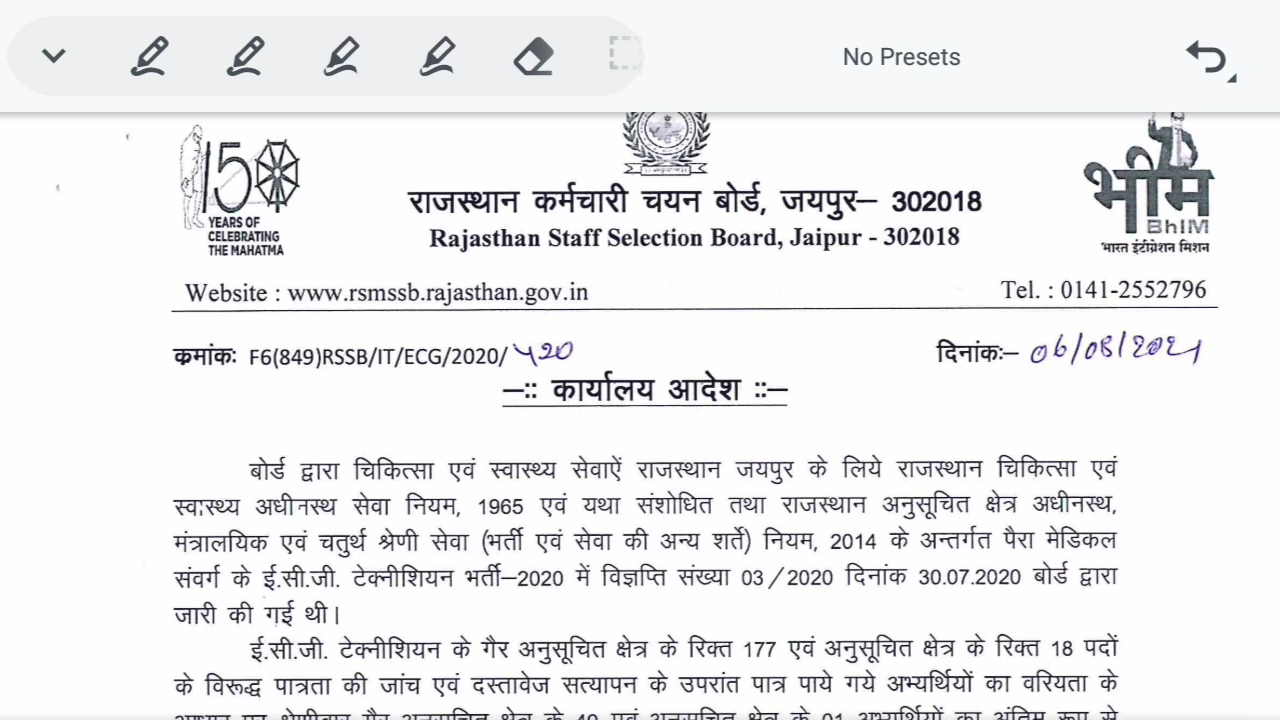 No Presets
150
YEARS OF
CELEBRATING
THE MAHATMA
भीम
BhIM
भारत इंटीग्रेशन मिशन
राजस्थान कर्मचारी चयन बोर्ड, जयपुर– 302018
Rajasthan Staff Selection Board, Jaipur - 302018
Website : www.rsmssb.rajasthan.gov.in
Tel. : 0141-2552796
क्रमांकः F6(849)RSSB/IT/ECG/2020/ 420
दिनांकः– 06/08/2021
–:: कार्यालय आदेश ::–
बोर्ड द्वारा चिकित्सा एवं स्वास्थ्य सेवाऐं राजस्थान जयपुर के लिये राजस्थान चिकित्सा एवं
स्वास्थ्य अधीनस्थ सेवा नियम, 1965 एवं यथा संशोधित तथा राजस्थान अनुसूचित क्षेत्र अधीनस्थ,
मंत्रालयिक एवं चतुर्थ श्रेणी सेवा (भर्ती एवं सेवा की अन्य शर्ते) नियम, 2014 के अन्तर्गत पैरा मेडिकल
संवर्ग के ई.सी.जी. टेक्नीशियन भर्ती–2020 में विज्ञप्ति संख्या 03/2020 दिनांक 30.07.2020 बोर्ड द्वारा
जारी की गई थी।
ई.सी.जी. टेक्नीशियन के गैर अनुसूचित क्षेत्र के रिक्त 177 एवं अनुसूचित क्षेत्र के रिक्त 18 पदों
के विरूद्ध पात्रता की जांच एवं दस्तावेज सत्यापन के उपरांत पात्र पाये गये अभ्यर्थियों का वरियता के